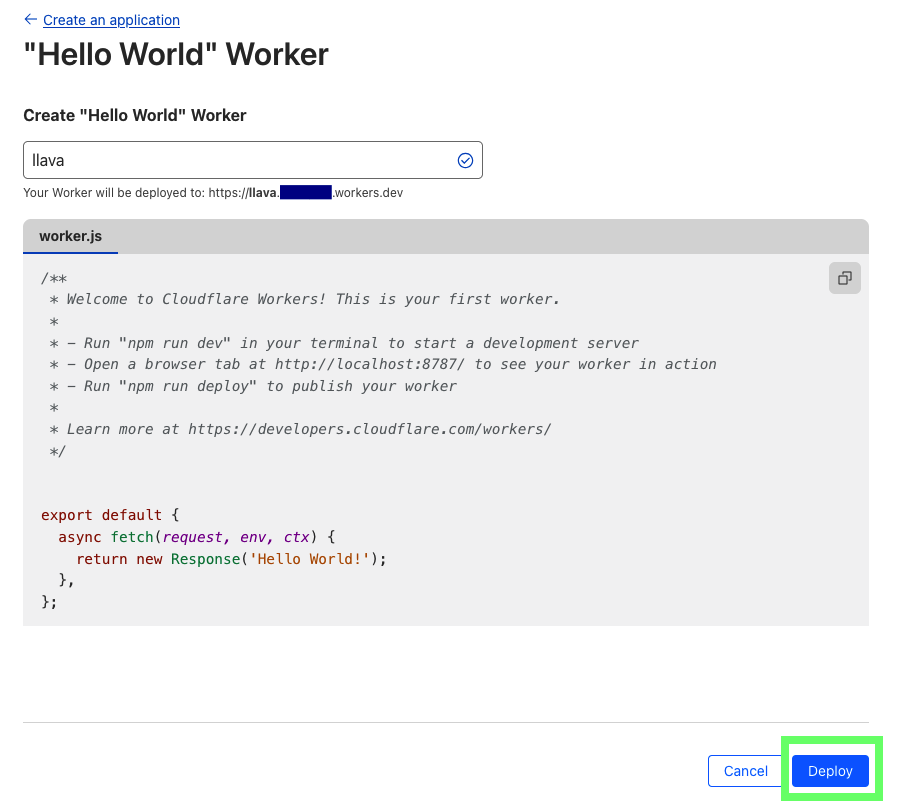 ← Create an application
"Hello World" Worker
Create "Hello World" Worker
llava
Your Worker will be deployed to: https://llava. .workers.dev
worker.js
/**
 * Welcome to Cloudflare Workers! This is your first worker.
 *
 * - Run "npm run dev" in your terminal to start a development server
 * - Open a browser tab at http://localhost:8787/ to see your worker in action
 * - Run "npm run deploy" to publish your worker
 *
 * Learn more at https://developers.cloudflare.com/workers/
 */
export default {
  async fetch(request, env, ctx) {
    return new Response('Hello World!');
  },
};
Cancel Deploy